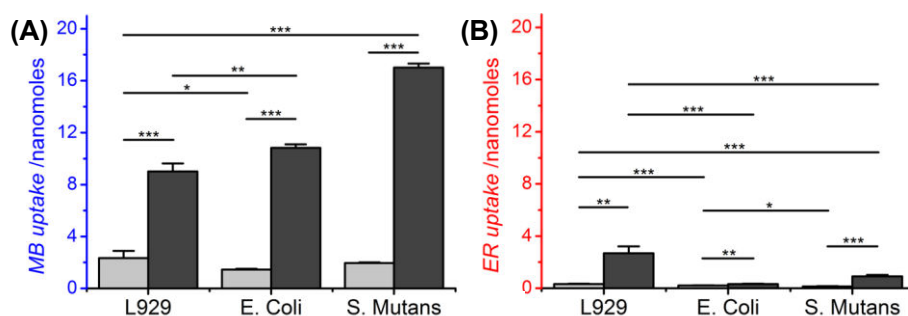 (A)
MB uptake /nanomoles
20
16
12
8
4
0
***
***
**
*
***
***
L929
E. Coli
S. Mutans
(B)
ER uptake /nanomoles
20
16
12
8
4
0
***
***
***
***
*
**
**
***
L929
E. Coli
S. Mutans